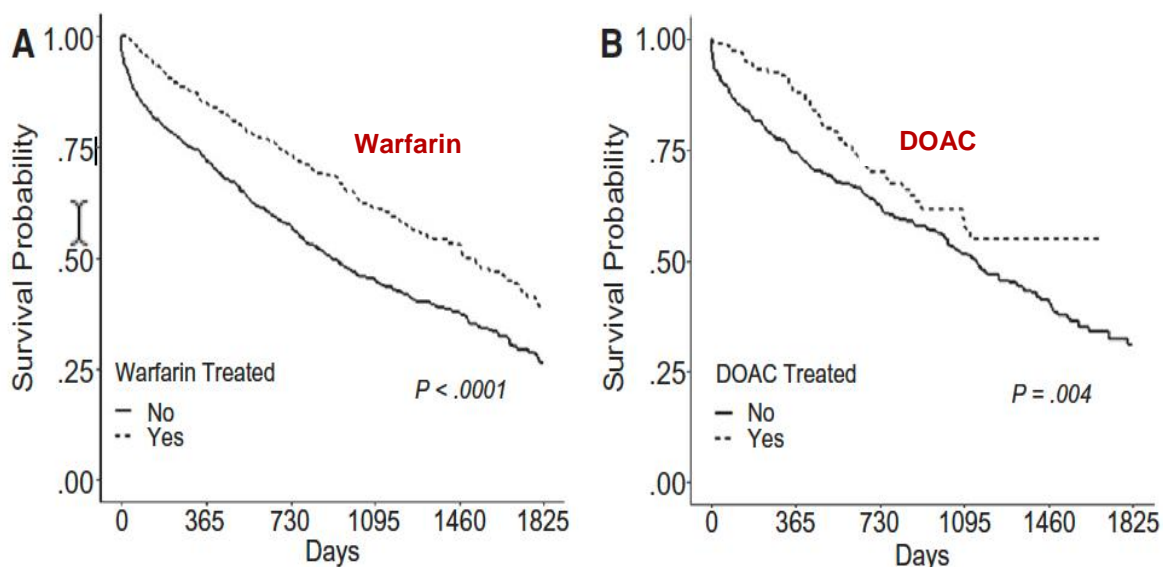 A
Survival Probability
1.00
.75
.50
.25
.00
Warfarin
Warfarin Treated
No
Yes
P < .0001
0 365 730 1095 1460 1825
Days
B
Survival Probability
1.00
.75
.50
.25
.00
DOAC
DOAC Treated
No
Yes
P = .004
0 365 730 1095 1460 1825
Days